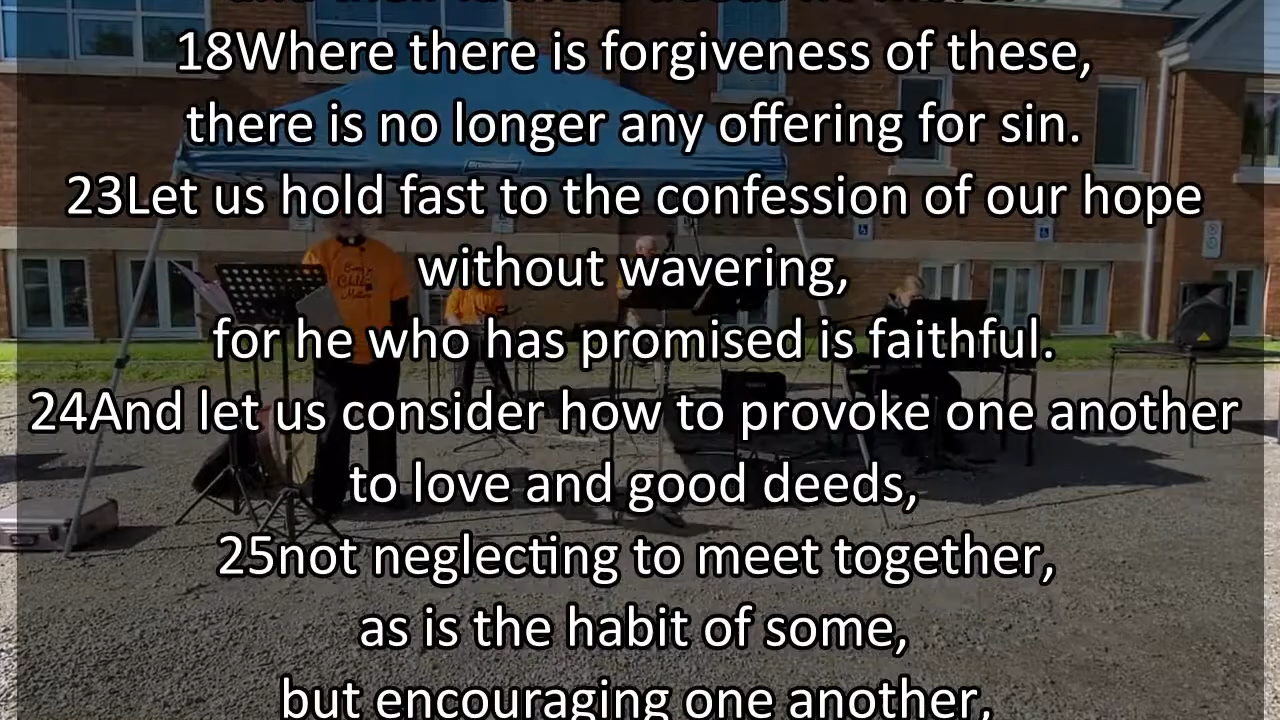 18Where there is forgiveness of these,
there is no longer any offering for sin.
23Let us hold fast to the confession of our hope
without wavering,
for he who has promised is faithful.
24And let us consider how to provoke one another
to love and good deeds,
25not neglecting to meet together,
as is the habit of some,
but encouraging one another,
Every
Child
Matters